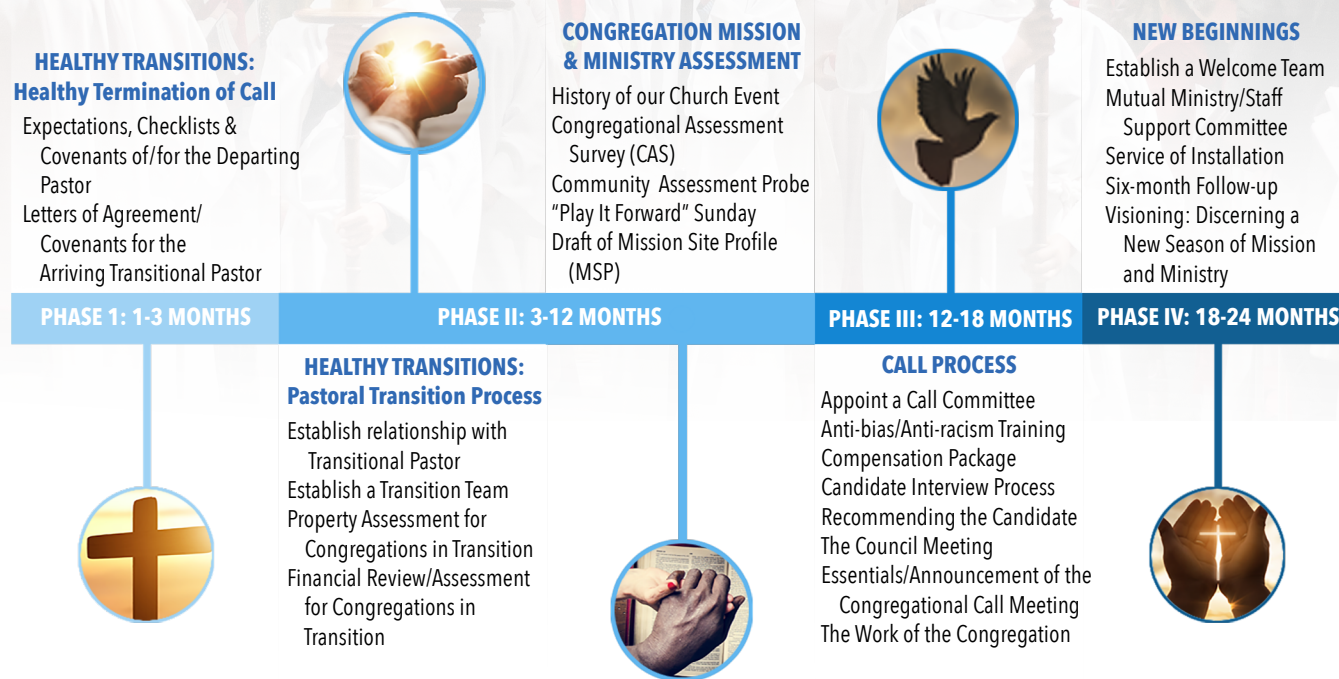 HEALTHY TRANSITIONS:
Healthy Termination of Call
Expectations, Checklists &
Covenants of/for the Departing
Pastor
Letters of Agreement/
Covenants for the
Arriving Transitional Pastor
PHASE 1: 1-3 MONTHS
PHASE II: 3-12 MONTHS
HEALTHY TRANSITIONS:
Pastoral Transition Process
Establish relationship with
Transitional Pastor
Establish a Transition Team
Property Assessment for
Congregations in Transition
Financial Review/Assessment
for Congregations in
Transition
CONGREGATION MISSION
& MINISTRY ASSESSMENT
History of our Church Event
Congregational Assessment
Survey (CAS)
Community Assessment Probe
“Play It Forward” Sunday
Draft of Mission Site Profile
(MSP)
PHASE III: 12-18 MONTHS
CALL PROCESS
Appoint a Call Committee
Anti-bias/Anti-racism Training
Compensation Package
Candidate Interview Process
Recommending the Candidate
The Council Meeting
Essentials/Announcement of the
Congregational Call Meeting
The Work of the Congregation
NEW BEGINNINGS
Establish a Welcome Team
Mutual Ministry/Staff
Support Committee
Service of Installation
Six-month Follow-up
Visioning: Discerning a
New Season of Mission
and Ministry
PHASE IV: 18-24 MONTHS